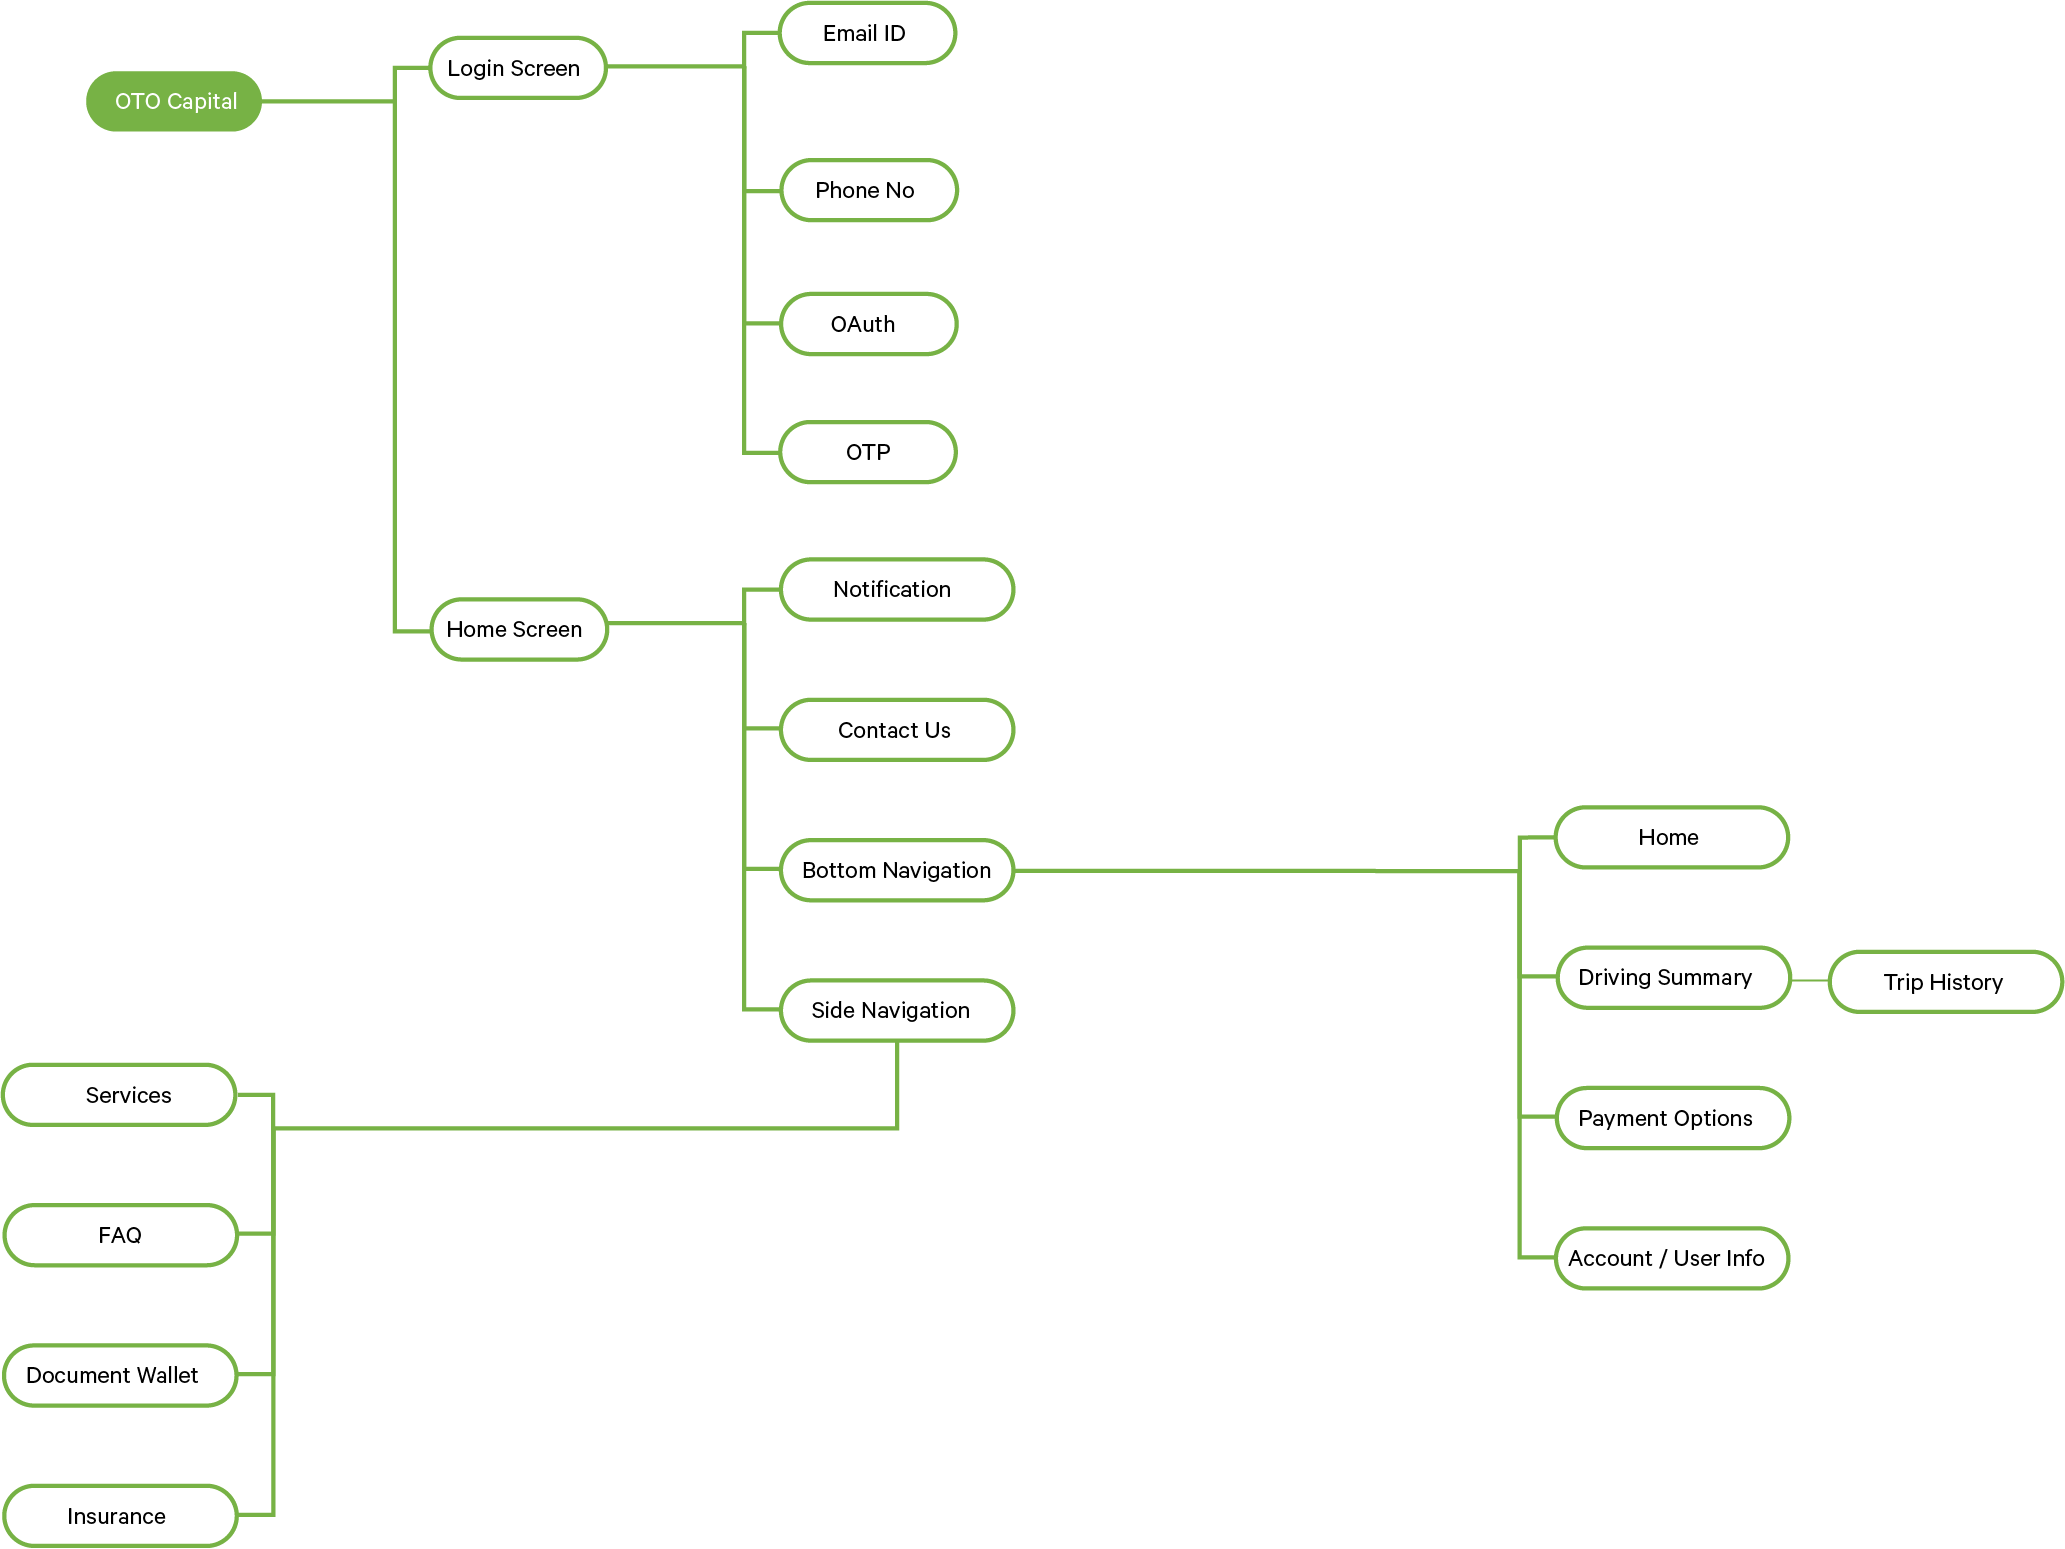 OTO Capital
Login Screen
Email ID
Phone No
OAuth
OTP
Home Screen
Notification
Contact Us
Bottom Navigation
Side Navigation
Home
Driving Summary
Trip History
Payment Options
Account / User Info
Services
FAQ
Document Wallet
Insurance